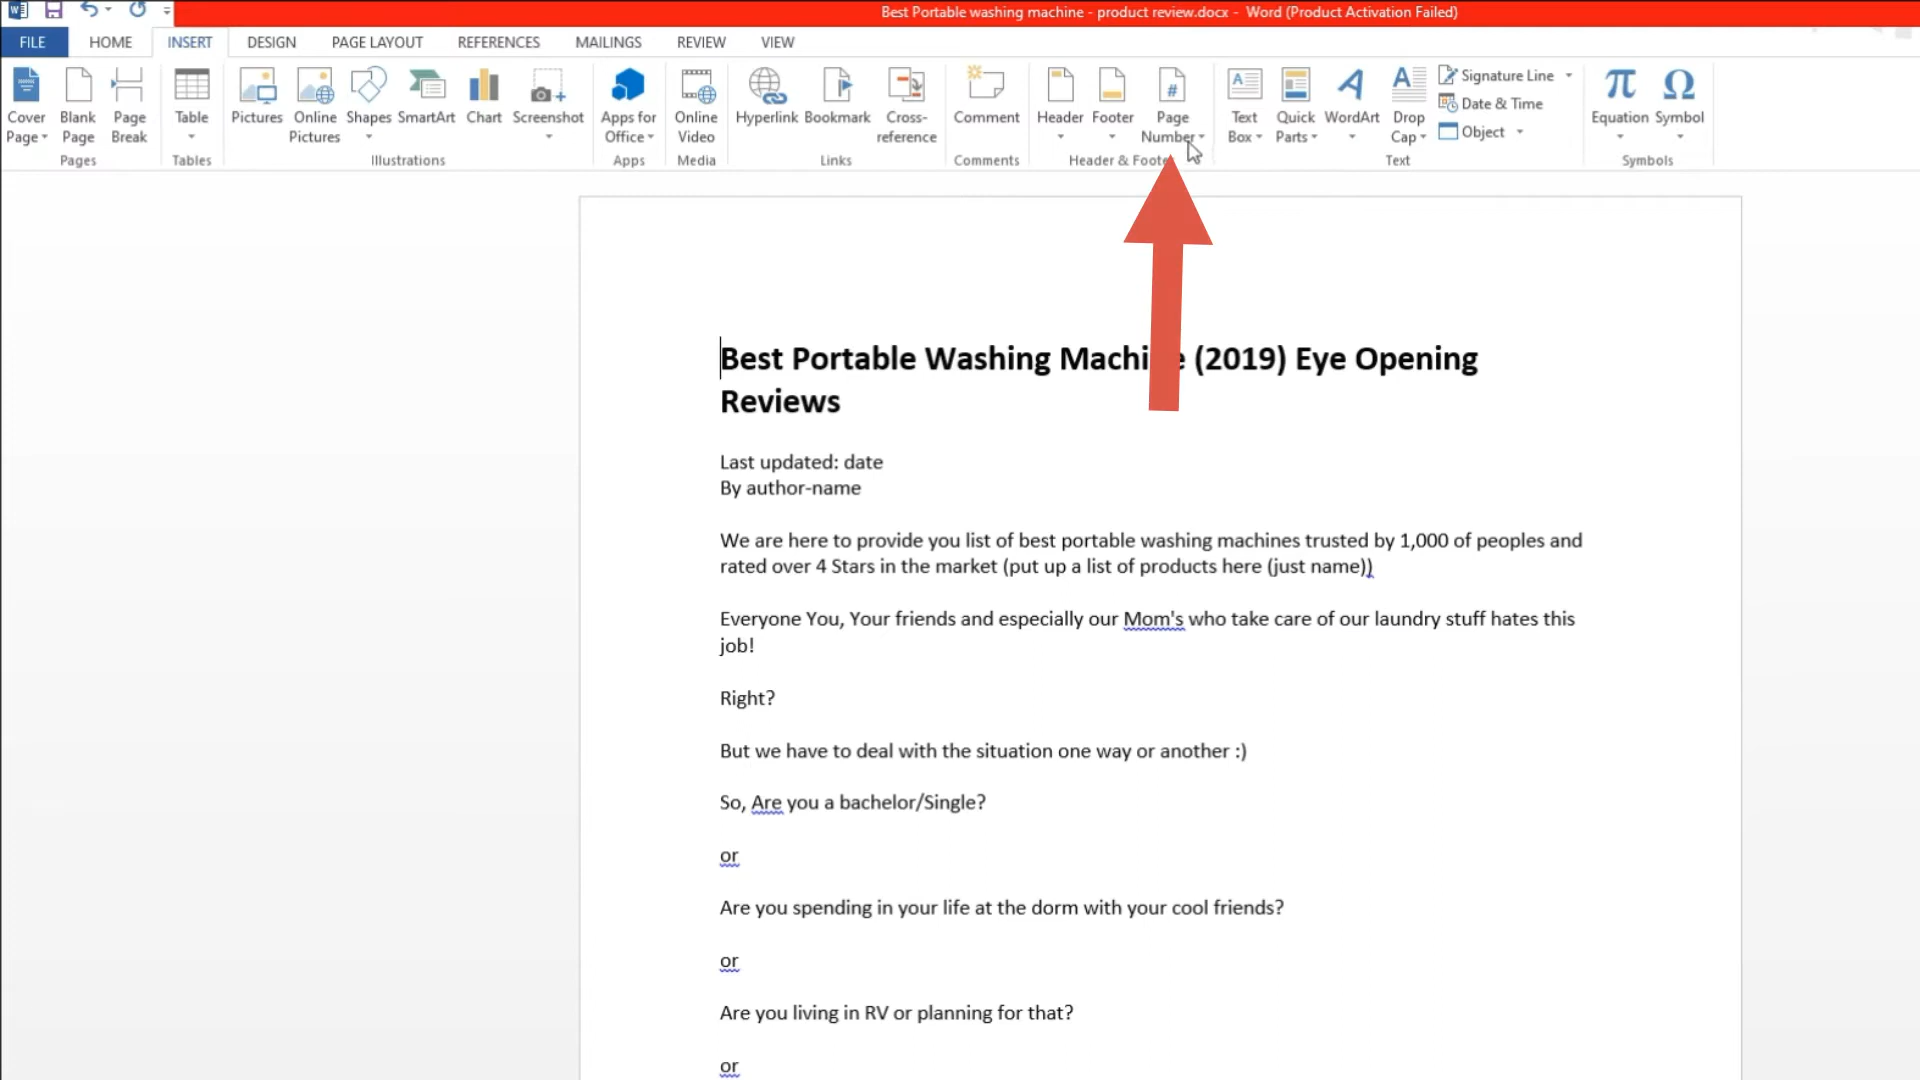 Best Portable washing machine - product review.docx - Word (Product Activation Failed)
FILE HOME INSERT DESIGN PAGE LAYOUT REFERENCES MAILINGS REVIEW VIEW
Cover Page
Blank Page
Page Break
Pages
Table
Tables
Pictures
Online Pictures
Shapes
SmartArt
Chart
Screenshot
Illustrations
Apps for Office
Apps
Online Video
Media
Hyperlink
Bookmark
Cross-reference
Links
Comment
Comments
Header
Footer
Page Number
Header & Foote
Text Box
Quick Parts
WordArt
Drop Cap
Signature Line
Date & Time
Object
Text
Equation
Symbol
Symbols
Best Portable Washing Machine (2019) Eye Opening
Reviews
Last updated: date
By author-name
We are here to provide you list of best portable washing machines trusted by 1,000 of peoples and
rated over 4 Stars in the market (put up a list of products here (just name))
Everyone You, Your friends and especially our Mom's who take care of our laundry stuff hates this
job!
Right?
But we have to deal with the situation one way or another :)
So, Are you a bachelor/Single?
or
Are you spending in your life at the dorm with your cool friends?
or
Are you living in RV or planning for that?
or